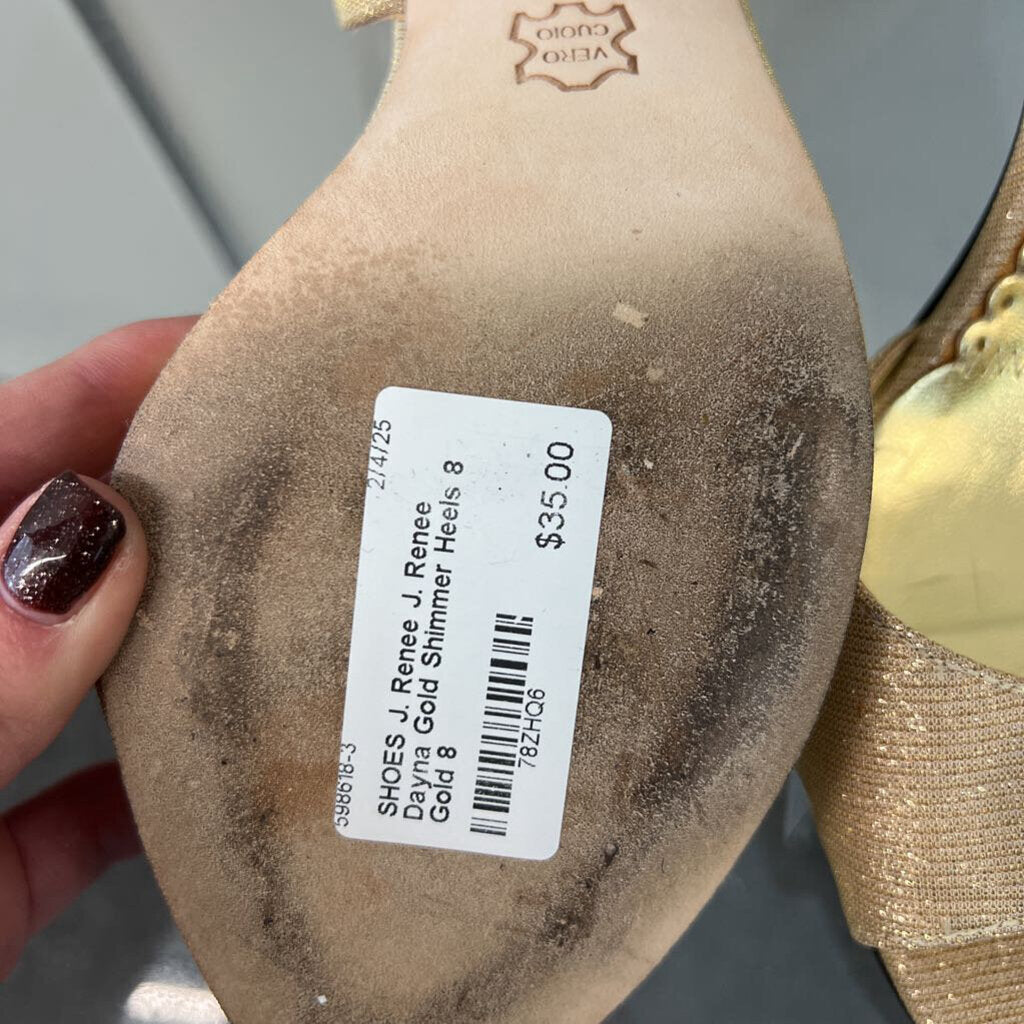 VERO
CUOIO
598618-3
2/4/25
SHOES J. Renee J. Renee
Dayna Gold Shimmer Heels 8
Gold 8
$35.00
78ZHQ6